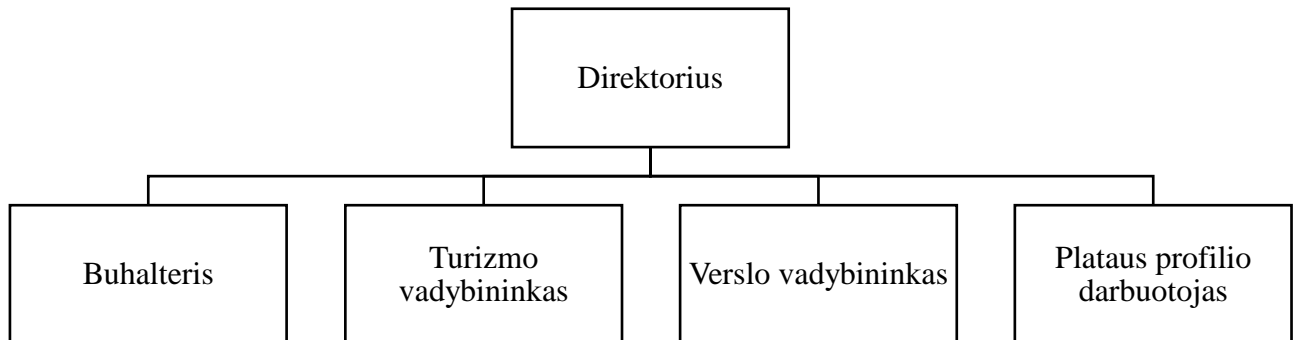 Direktorius
Buhalteris
Turizmo
vadybininkas
Verslo vadybininkas
Plataus profilio
darbuotojas